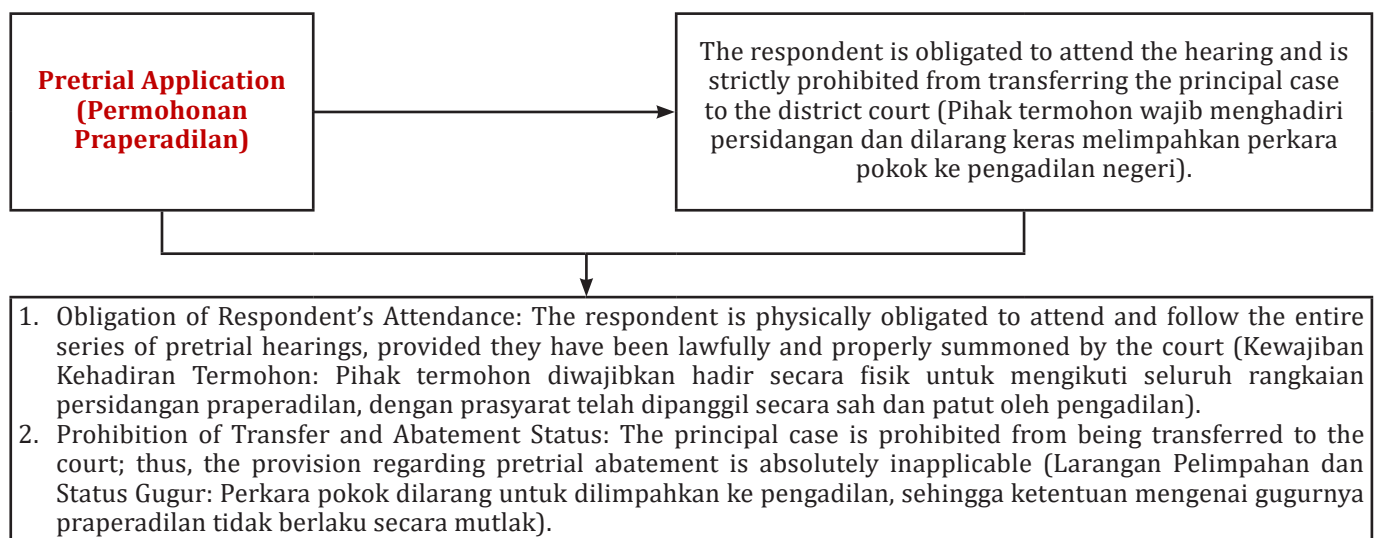 Pretrial Application
(Permohonan
Praperadilan)
The respondent is obligated to attend the hearing and is
strictly prohibited from transferring the principal case
to the district court (Pihak termohon wajib menghadiri
persidangan dan dilarang keras melimpahkan perkara
pokok ke pengadilan negeri).
1. Obligation of Respondent's Attendance: The respondent is physically obligated to attend and follow the entire
series of pretrial hearings, provided they have been lawfully and properly summoned by the court (Kewajiban
Kehadiran Termohon: Pihak termohon diwajibkan hadir secara fisik untuk mengikuti seluruh rangkaian
persidangan praperadilan, dengan prasyarat telah dipanggil secara sah dan patut oleh pengadilan).
2. Prohibition of Transfer and Abatement Status: The principal case is prohibited from being transferred to the
court; thus, the provision regarding pretrial abatement is absolutely inapplicable (Larangan Pelimpahan dan
Status Gugur: Perkara pokok dilarang untuk dilimpahkan ke pengadilan, sehingga ketentuan mengenai gugurnya
praperadilan tidak berlaku secara mutlak).